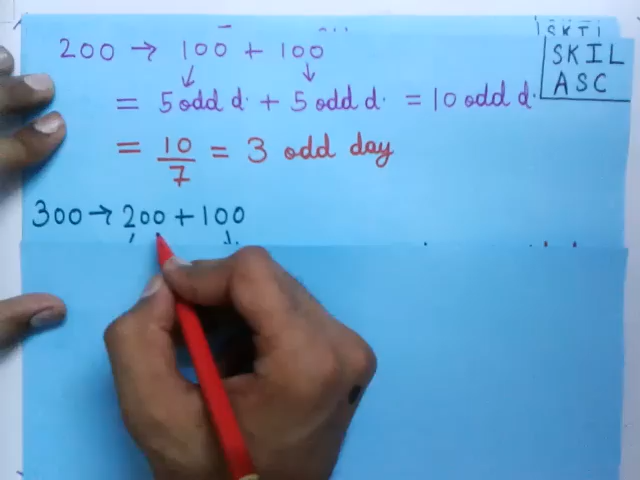 200 → 100 + 100
= 5 odd d. + 5 odd d. = 10 odd d.
= 10/7 = 3 odd day
300 → 200 + 100
SKIL
ASC